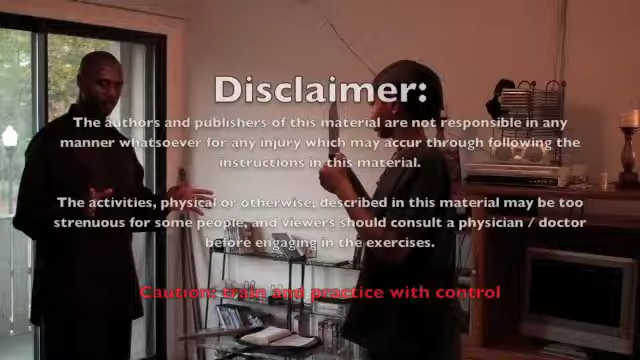 Disclaimer:
The authors and publishers of this material are not responsible in any
manner whatsoever for any injury which may accur through following the
instructions in this material.
The activities, physical or otherwise, described in this material may be too
strenuous for some people, and viewers should consult a physician / doctor
before engaging in the exercises.
Caution: train and practice with control